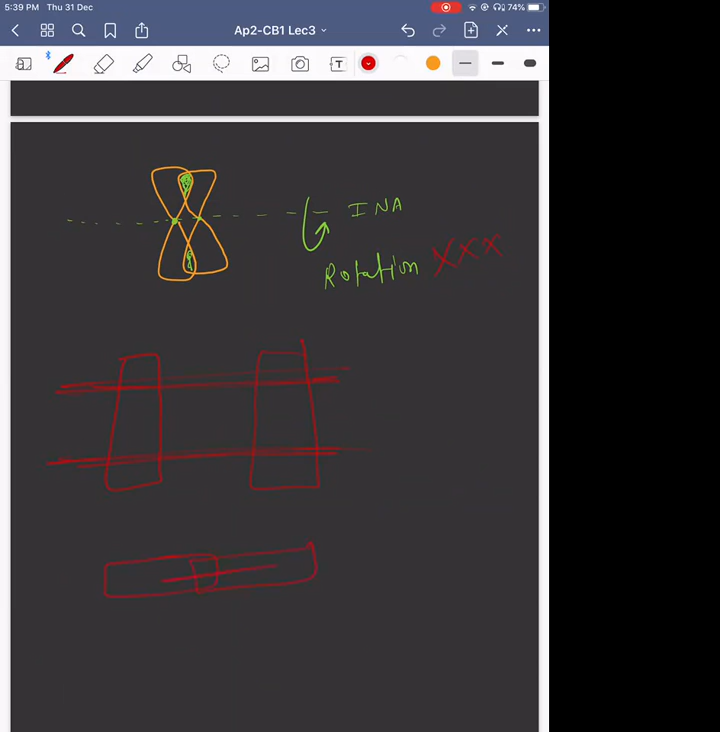 5:39 PM Thu 31 Dec
74%
Ap2-CB1 Lec3
T
INA
Rotation XXX